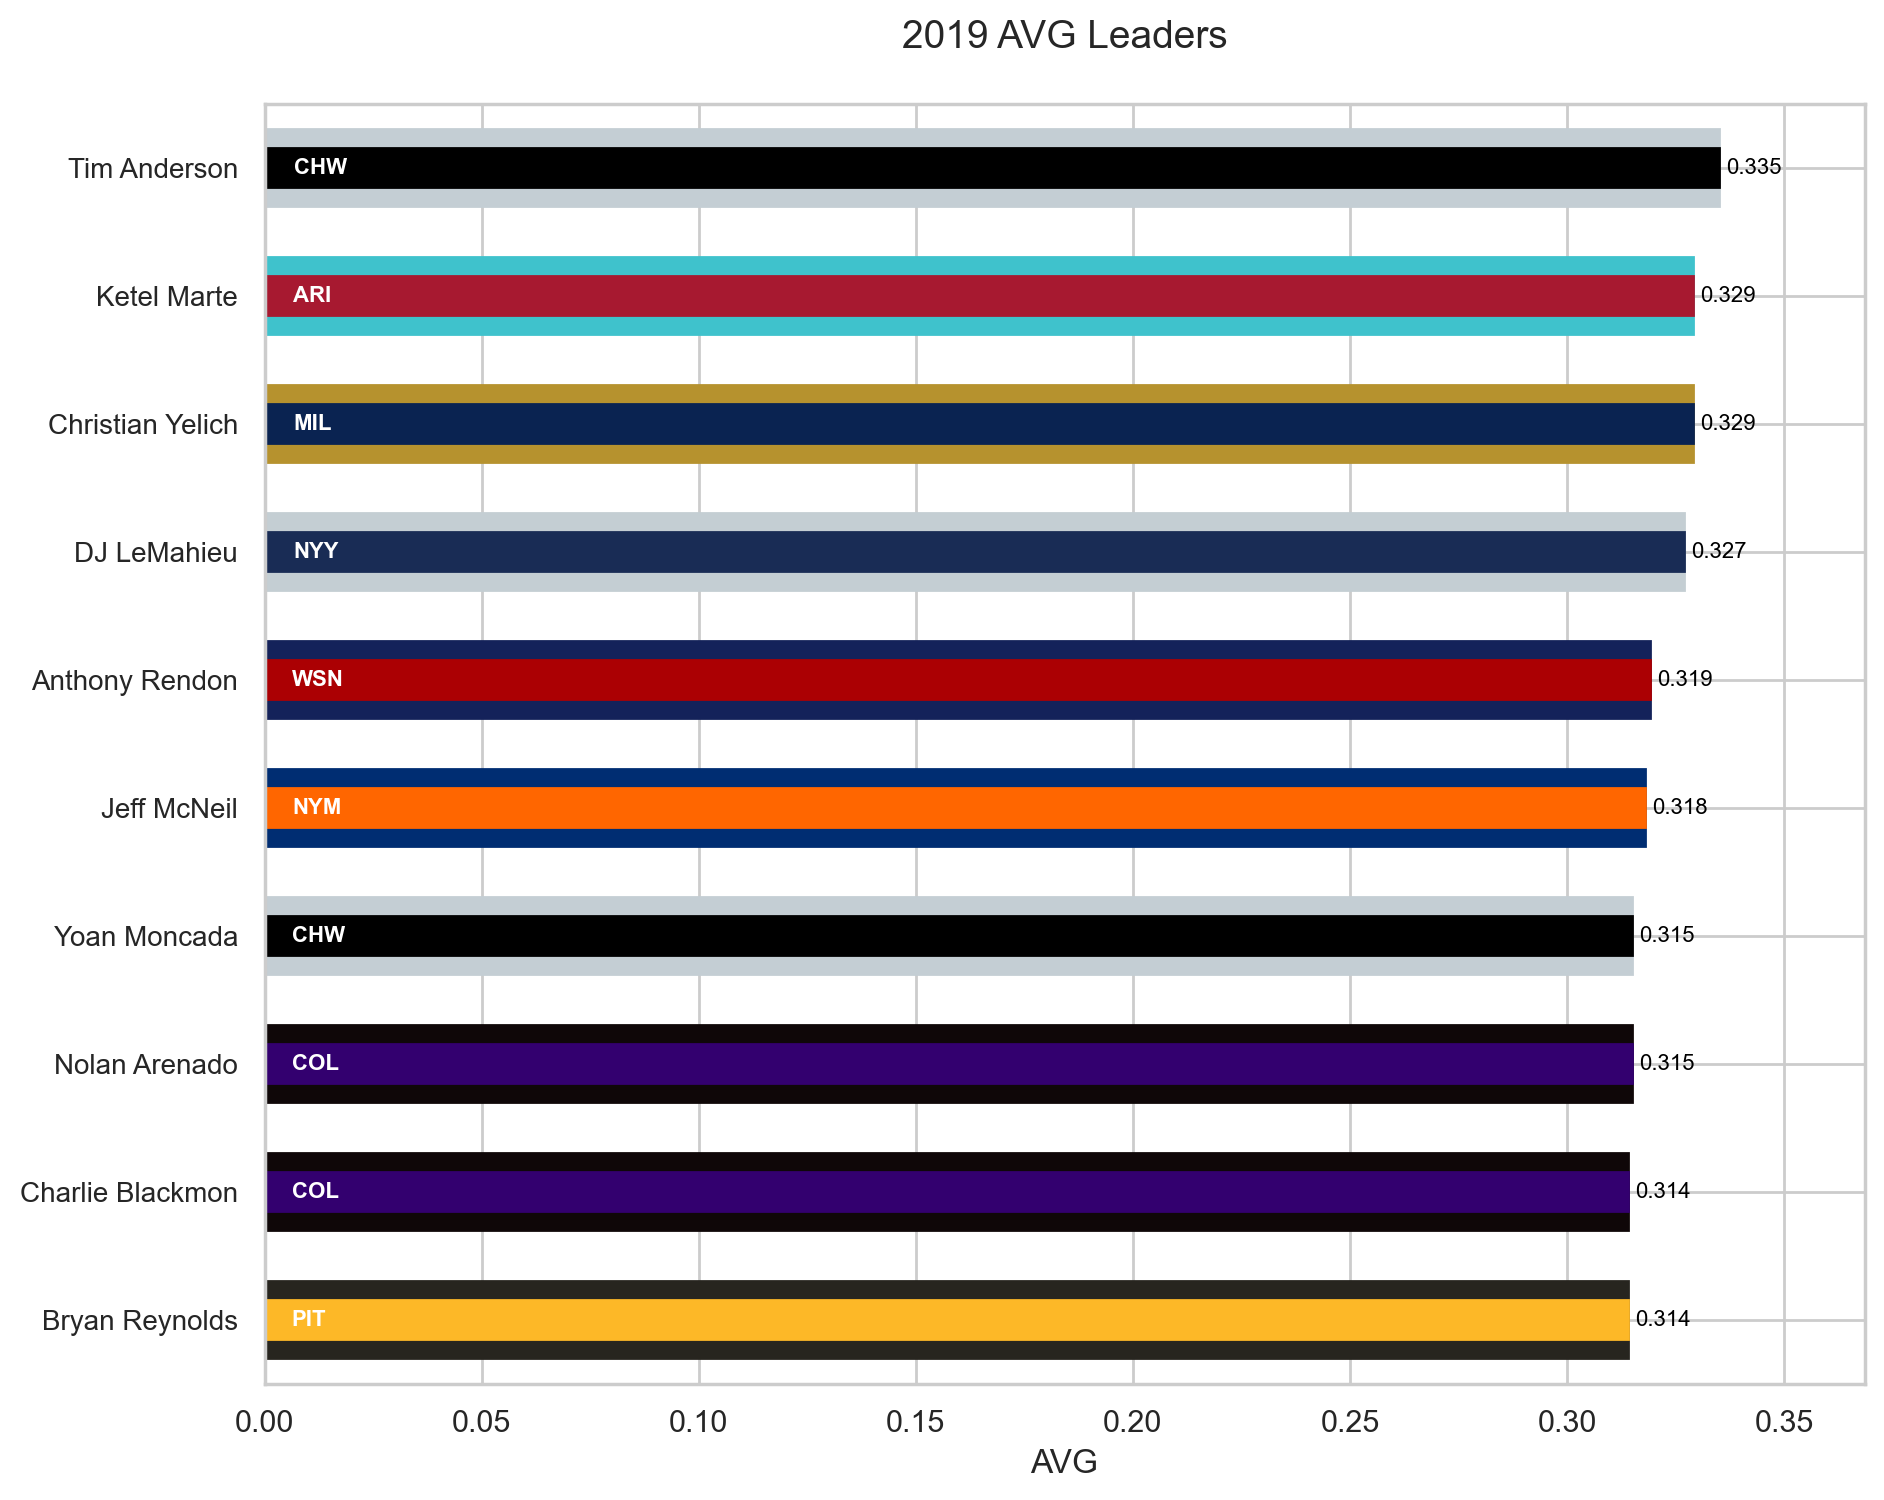 2019 AVG Leaders
Tim Anderson CHW 0.335
Ketel Marte ARI 0.329
Christian Yelich MIL 0.329
DJ LeMahieu NYY 0.327
Anthony Rendon WSN 0.319
Jeff McNeil NYM 0.318
Yoan Moncada CHW 0.315
Nolan Arenado COL 0.315
Charlie Blackmon COL 0.314
Bryan Reynolds PIT 0.314
0.00 0.05 0.10 0.15 0.20 0.25 0.30 0.35
AVG